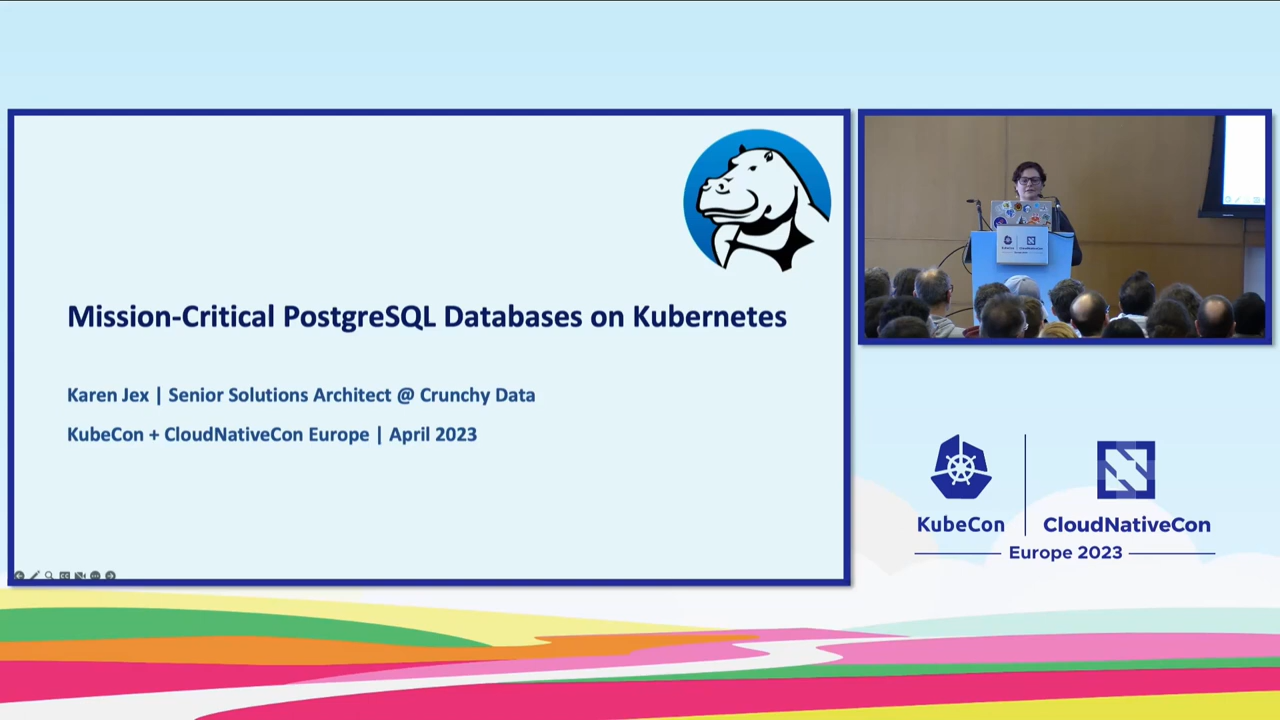 Mission-Critical PostgreSQL Databases on Kubernetes
Karen Jex | Senior Solutions Architect @ Crunchy Data
KubeCon + CloudNativeCon Europe | April 2023
KubeCon
CloudNativeCon
Europe 2023